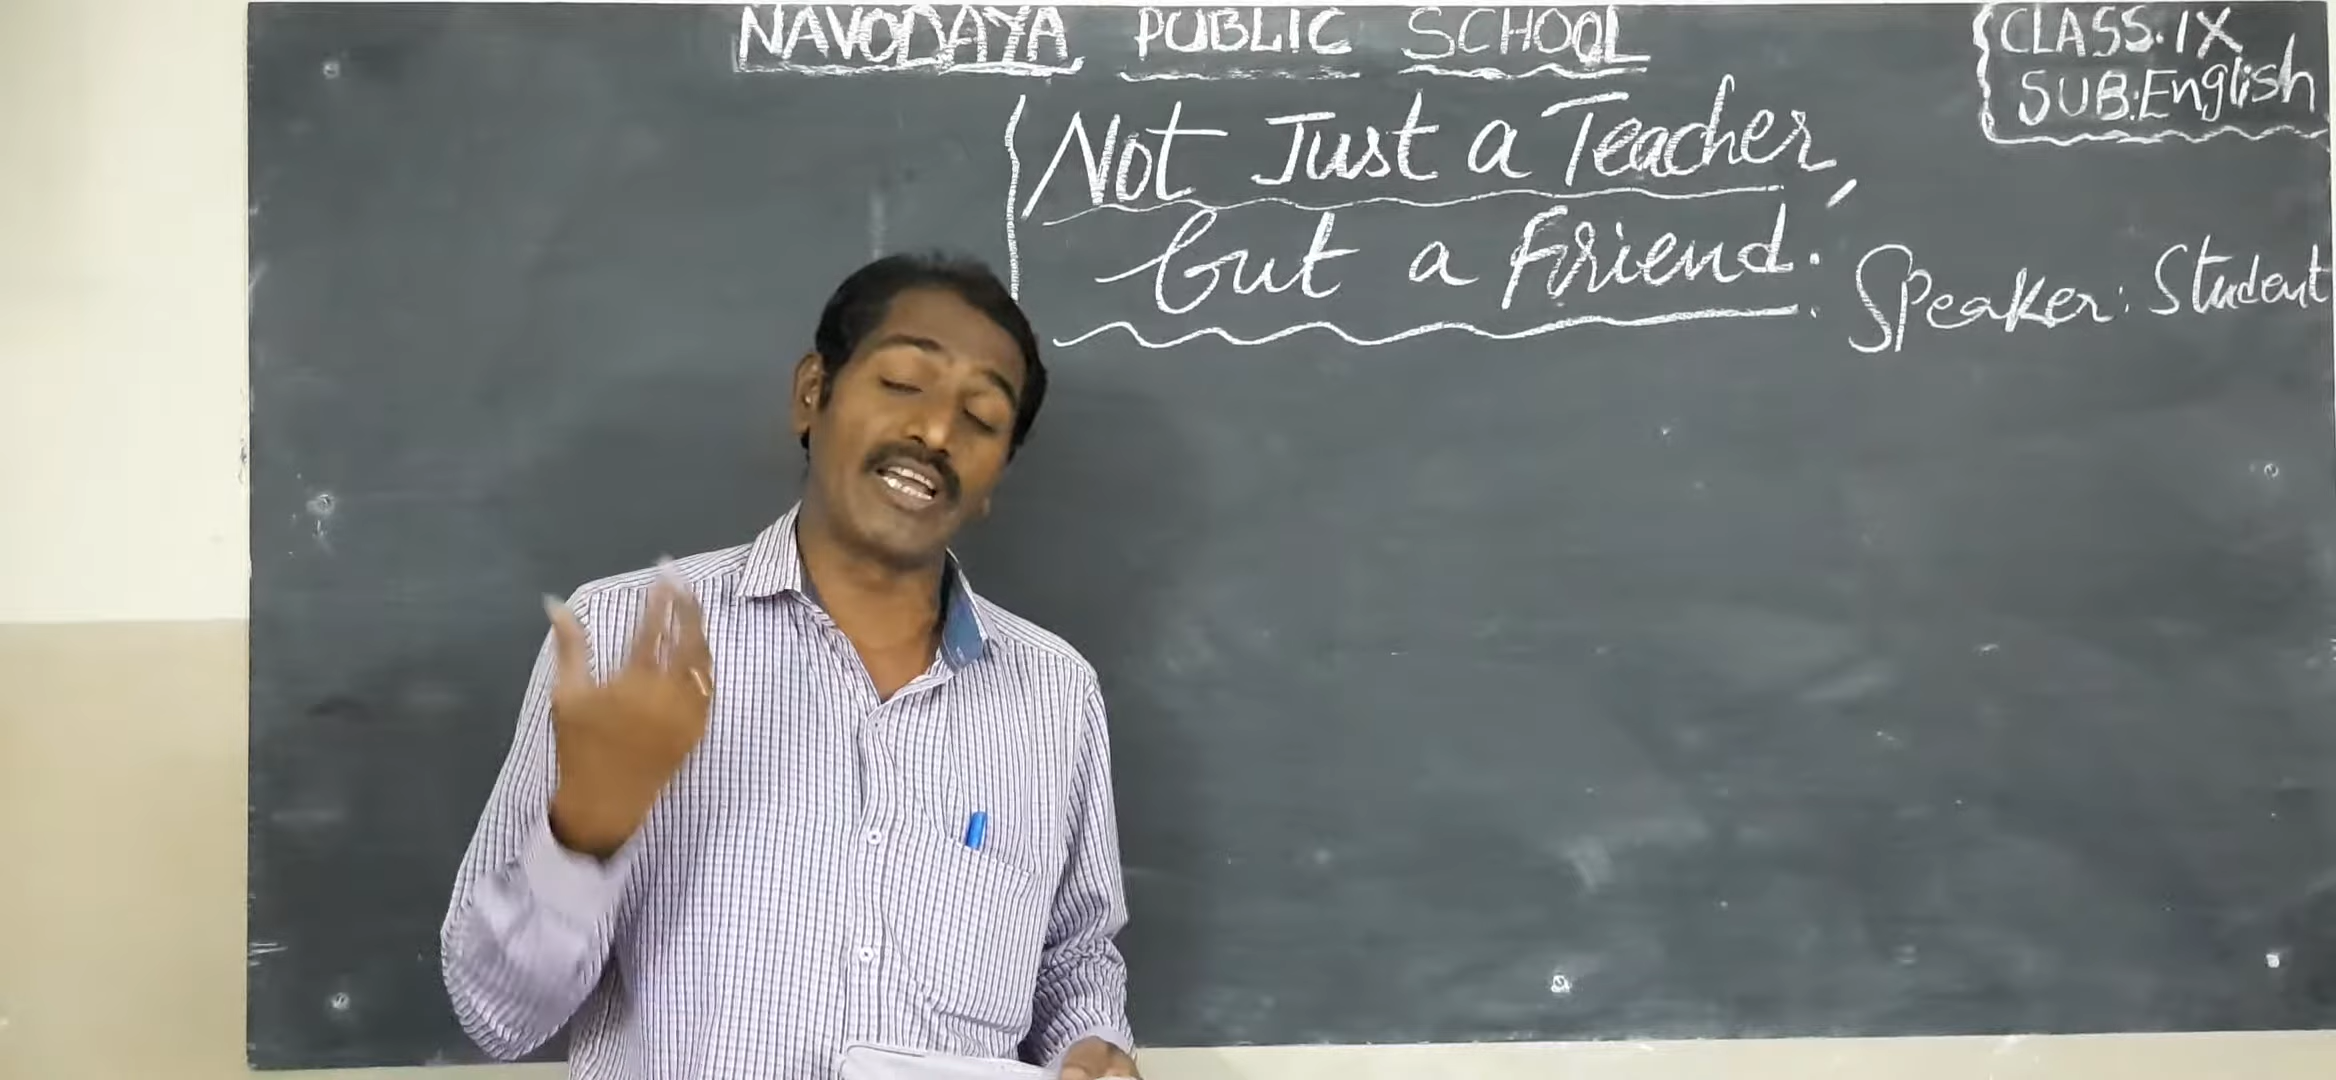 NAVODAYA PUBLIC SCHOOL
CLASS.IX
SUB:English
Not Just a Teacher,
but a Friend.
Speaker: Student